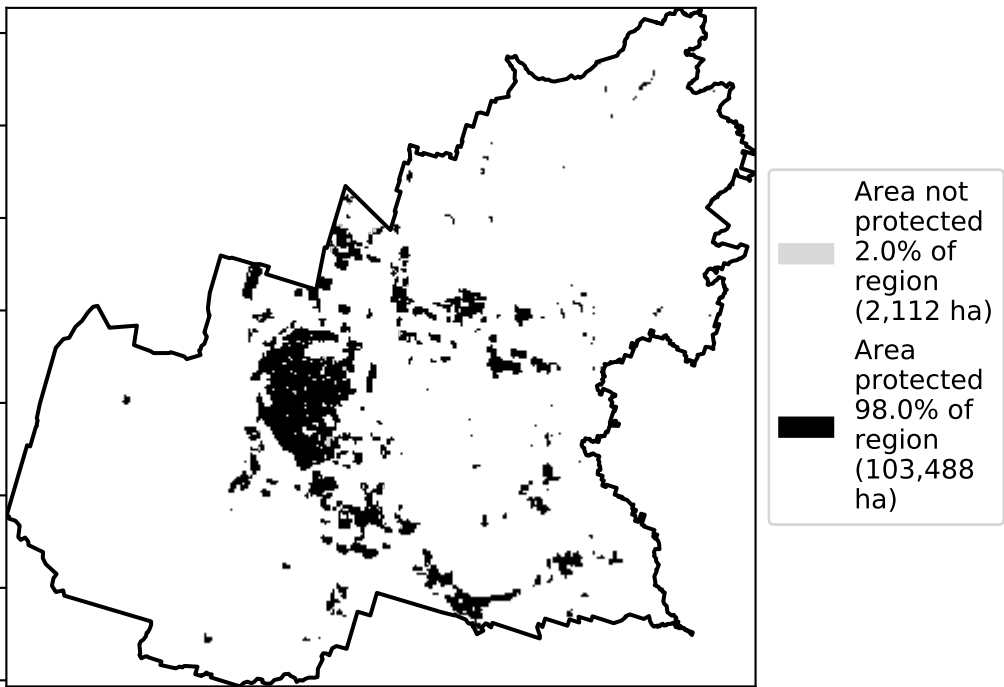 Area not
protected
2.0% of
region
(2,112 ha)
Area
protected
98.0% of
region
(103,488
ha)